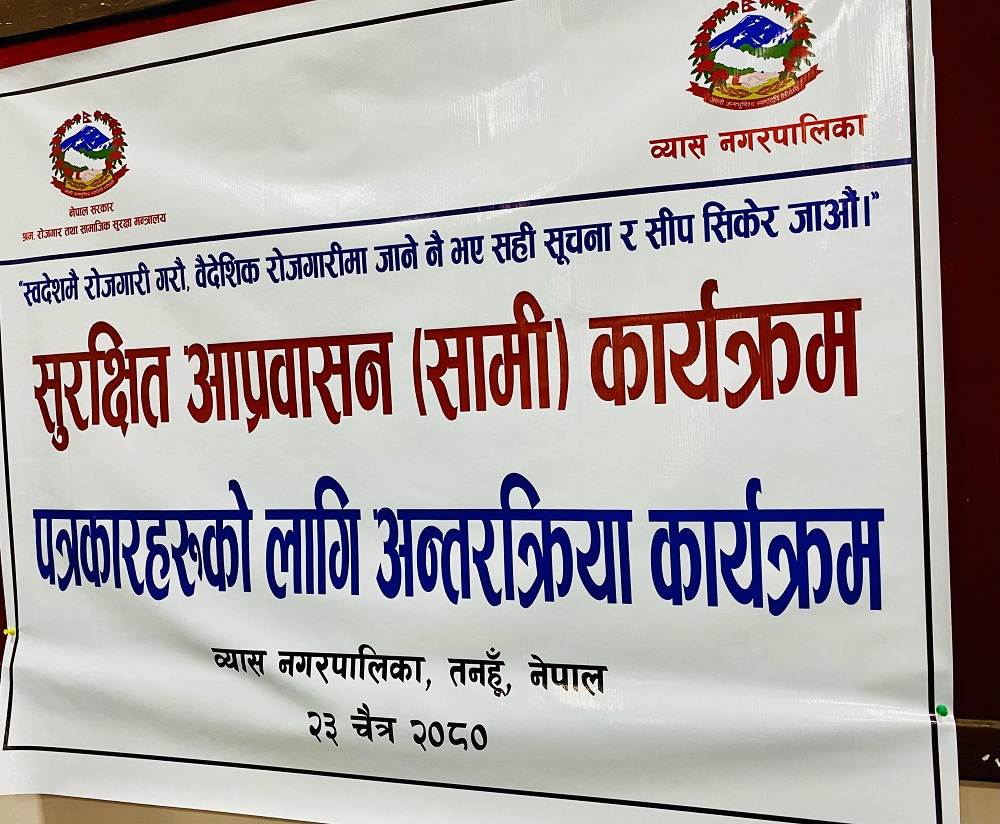 नेपाल सरकार
श्रम, रोजगार तथा सामाजिक सुरक्षा मन्त्रालय
व्यास नगरपालिका
"स्वदेशमै रोजगारी गरौ, वैदेशिक रोजगारीमा जाने नै भए सही सूचना र सीप सिकेर जाऔं।"
सुरक्षित आप्रवासन (सामी) कार्यक्रम
पत्रकारहरुको लागि अन्तरक्रिया कार्यक्रम
व्यास नगरपालिका, तनहूँ, नेपाल
२३ चैत्र २०८०